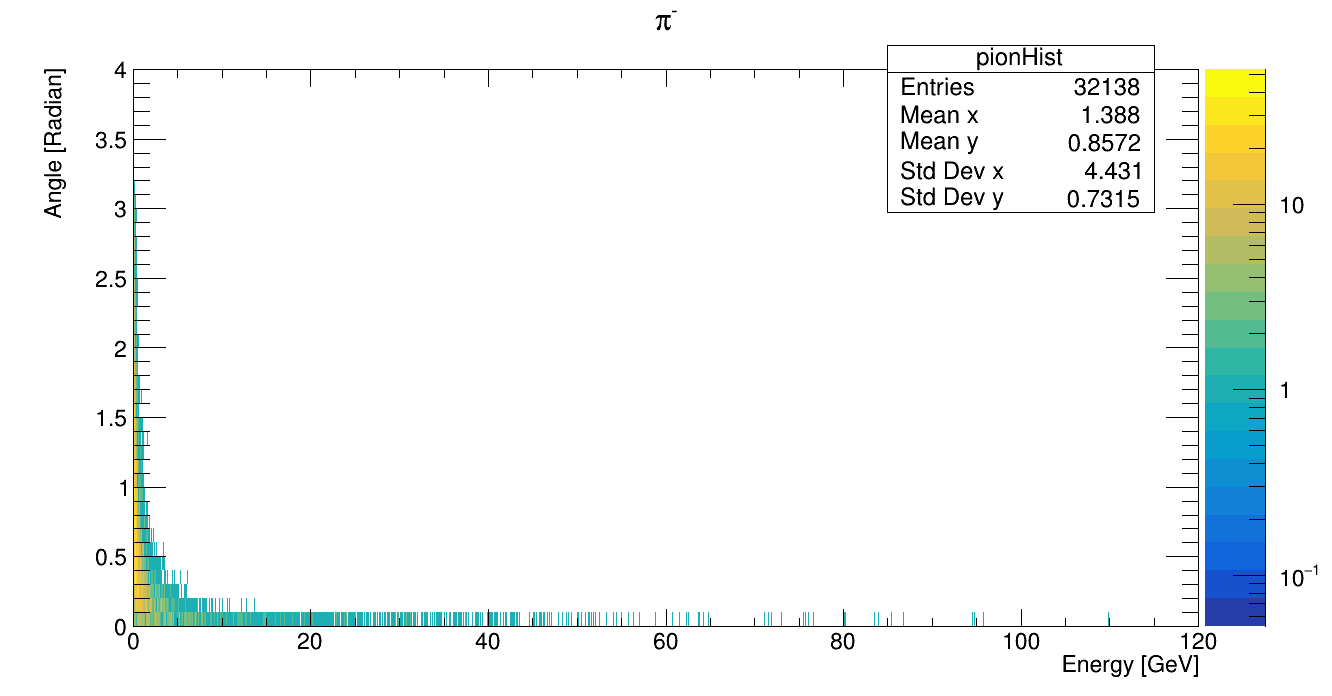 π-
pionHist
Entries 32138
Mean x 1.388
Mean y 0.8572
Std Dev x 4.431
Std Dev y 0.7315
Angle [Radian]
4
3.5
3
2.5
2
1.5
1
0.5
0
0 20 40 60 80 100 120
Energy [GeV]
10
1
10⁻¹